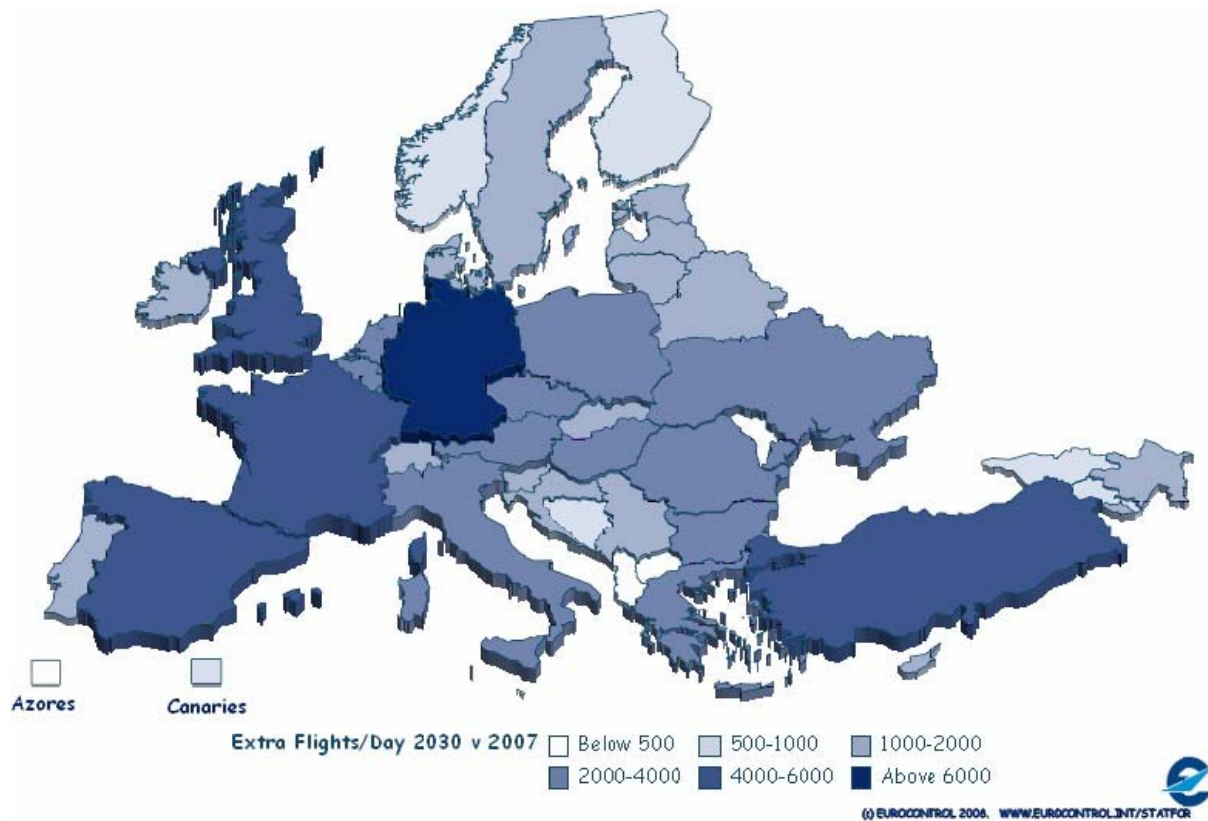 Azores
Canaries
Extra Flights/Day 2030 v 2007
Below 500
500-1000
1000-2000
2000-4000
4000-6000
Above 6000
(c) EUROCONTROL 2008. WWW.EUROCONTROL.INT/STATFOR